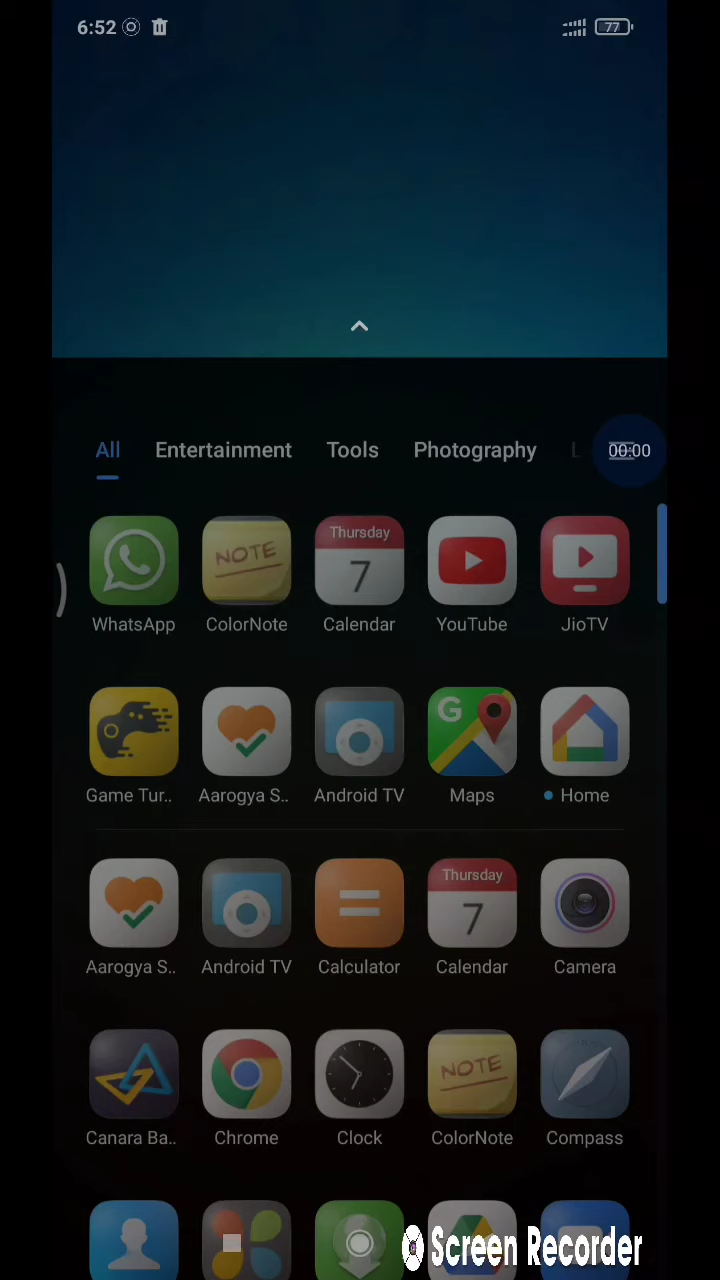 6:52 77
All Entertainment Tools Photography L 00:00
NOTE Thursday 7
WhatsApp ColorNote Calendar YouTube JioTV
G
Game Tur.. Aarogya S.. Android TV Maps Home
Thursday 7
Aarogya S.. Android TV Calculator Calendar Camera
NOTE
Canara Ba.. Chrome Clock ColorNote Compass
Screen Recorder